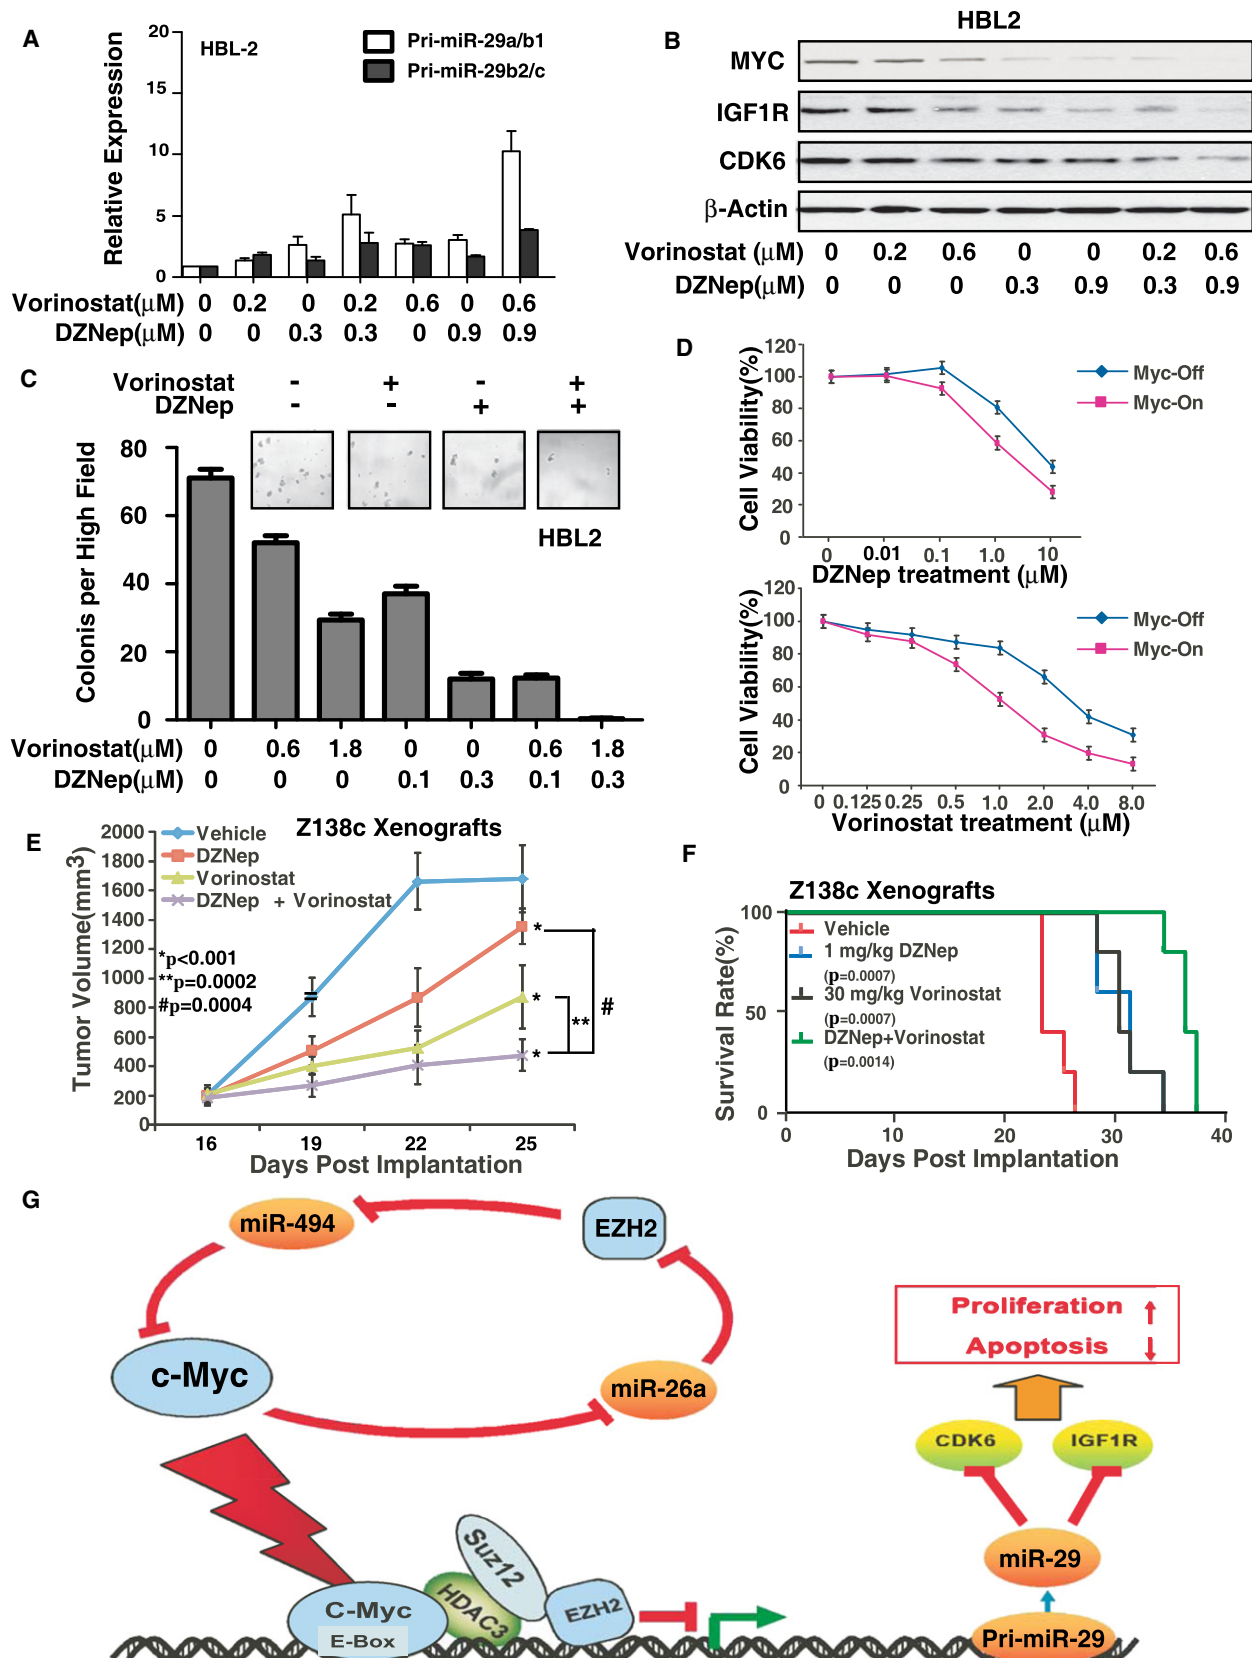 A
HBL-2
Pri-miR-29a/b1
Pri-miR-29b2/c
Relative Expression
20
15
10
5
0
Vorinostat(μM) 0 0.2 0 0.2 0.6 0 0.6
DZNep(μM) 0 0 0.3 0.3 0 0.9 0.9
B
HBL2
MYC
IGF1R
CDK6
β-Actin
Vorinostat (μM) 0 0.2 0.6 0 0 0.2 0.6
DZNep(μM) 0 0 0 0.3 0.9 0.3 0.9
C
Vorinostat - + - +
DZNep - - + +
Colonis per High Field
80
60
40
20
0
HBL2
Vorinostat(μM) 0 0.6 1.8 0 0 0.6 1.8
DZNep(μM) 0 0 0 0.1 0.3 0.1 0.3
D
Cell Viability(%)
120
100
80
60
40
20
0
Myc-Off
Myc-On
0 0.01 0.1 1.0 10
DZNep treatment (μM)
Cell Viability(%)
120
100
80
60
40
20
0
Myc-Off
Myc-On
0 0.125 0.25 0.5 1.0 2.0 4.0 8.0
Vorinostat treatment (μM)
E
Z138c Xenografts
Tumor Volume(mm3)
2000
1800
1600
1400
1200
1000
800
600
400
200
0
Vehicle
DZNep
Vorinostat
DZNep + Vorinostat
*p<0.001
**p=0.0002
#p=0.0004
*
*
*
**
#
16 19 22 25
Days Post Implantation
F
Z138c Xenografts
Survival Rate(%)
100
50
0
Vehicle
1 mg/kg DZNep
(p=0.0007)
30 mg/kg Vorinostat
(p=0.0007)
DZNep+Vorinostat
(p=0.0014)
0 10 20 30 40
Days Post Implantation
G
miR-494
EZH2
c-Myc
miR-26a
Suz12
HDAC3
EZH2
C-Myc
E-Box
Proliferation
Apoptosis
CDK6
IGF1R
miR-29
Pri-miR-29